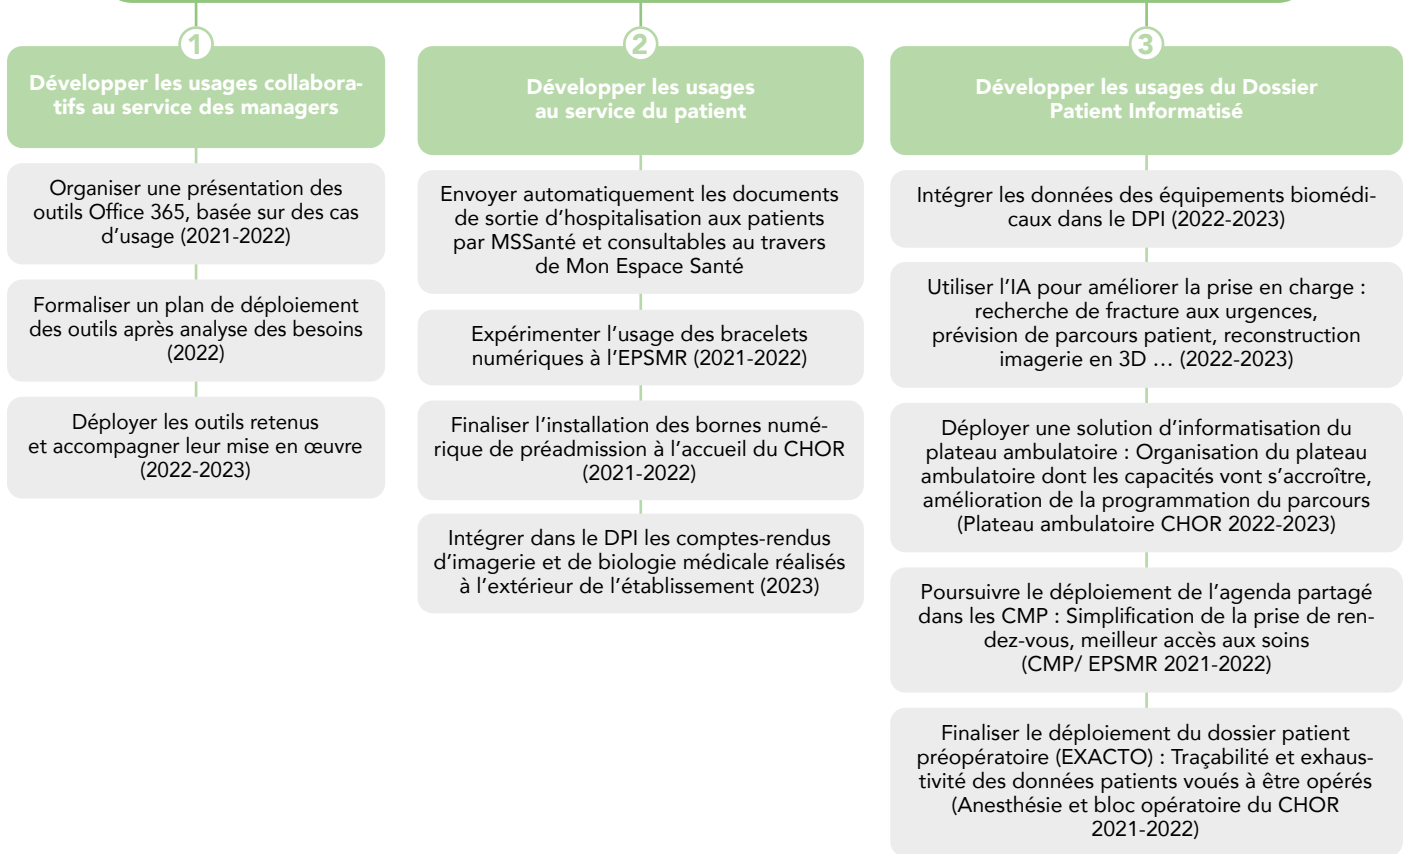 1
Développer les usages collabora-
tifs au service des managers
Organiser une présentation des
outils Office 365, basée sur des cas
d'usage (2021-2022)
Formaliser un plan de déploiement
des outils après analyse des besoins
(2022)
Déployer les outils retenus
et accompagner leur mise en œuvre
(2022-2023)
2
Développer les usages
au service du patient
Envoyer automatiquement les documents
de sortie d'hospitalisation aux patients
par MSSanté et consultables au travers
de Mon Espace Santé
Expérimenter l'usage des bracelets
numériques à l'EPSMR (2021-2022)
Finaliser l'installation des bornes numé-
rique de préadmission à l'accueil du CHOR
(2021-2022)
Intégrer dans le DPI les comptes-rendus
d'imagerie et de biologie médicale réalisés
à l'extérieur de l'établissement (2023)
3
Développer les usages du Dossier
Patient Informatisé
Intégrer les données des équipements biomédi-
caux dans le DPI (2022-2023)
Utiliser l'IA pour améliorer la prise en charge :
recherche de fracture aux urgences,
prévision de parcours patient, reconstruction
imagerie en 3D … (2022-2023)
Déployer une solution d'informatisation du
plateau ambulatoire : Organisation du plateau
ambulatoire dont les capacités vont s'accroître,
amélioration de la programmation du parcours
(Plateau ambulatoire CHOR 2022-2023)
Poursuivre le déploiement de l'agenda partagé
dans les CMP : Simplification de la prise de ren-
dez-vous, meilleur accès aux soins
(CMP/ EPSMR 2021-2022)
Finaliser le déploiement du dossier patient
préopératoire (EXACTO) : Traçabilité et exhaus-
tivité des données patients voués à être opérés
(Anesthésie et bloc opératoire du CHOR
2021-2022)